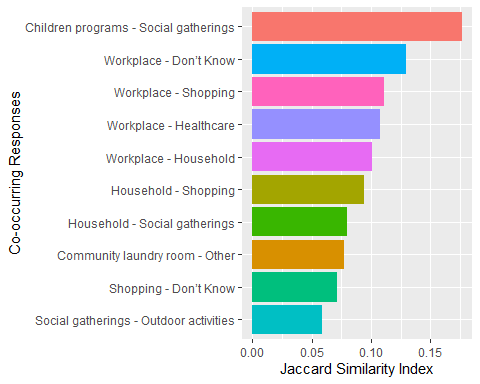 Co-occurring Responses
Children programs - Social gatherings
Workplace - Don't Know
Workplace - Shopping
Workplace - Healthcare
Workplace - Household
Household - Shopping
Household - Social gatherings
Community laundry room - Other
Shopping - Don't Know
Social gatherings - Outdoor activities
0.00 0.05 0.10 0.15
Jaccard Similarity Index